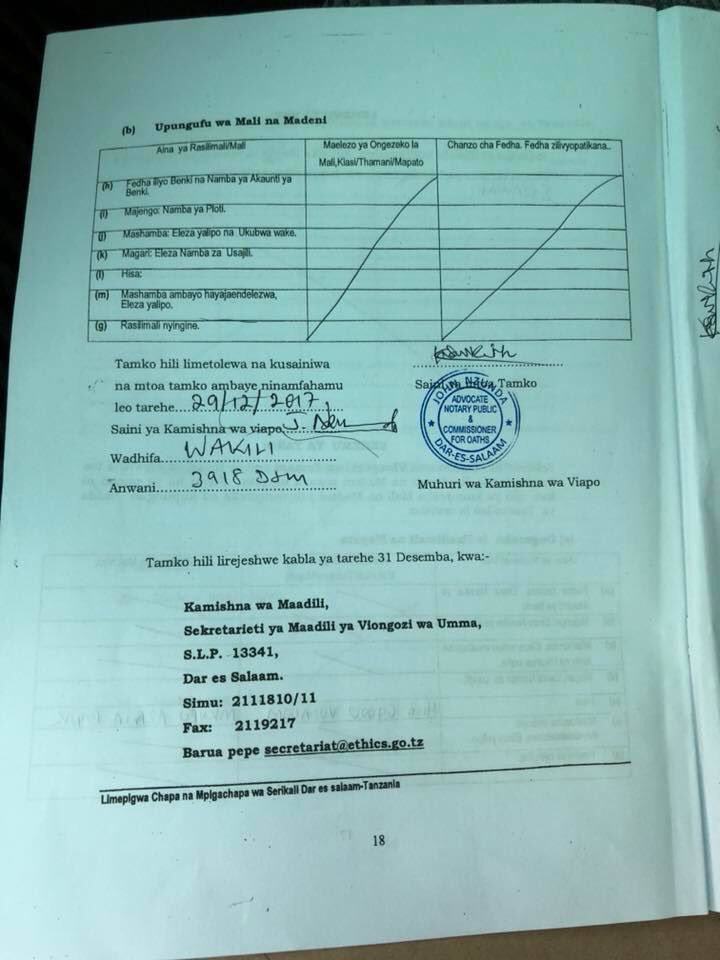 (b) Upungufu wa Mali na Madeni
Aina ya Rasilimali/Mali
Maelezo ya Ongezeko la Mali,Kiasi/Thamani/Mapato
Chanzo cha Fedha. Fedha zilivyopatikana..
(h) Fedha iliyo Benki na Namba ya Akaunti ya
Benki.
(i) Majengo: Namba ya Ploti.
(j) Mashamba: Eleza yalipo na Ukubwa wake.
(k) Magari: Eleza Namba za Usajili.
(l) Hisa:
(m) Mashamba ambayo hayajaendelezwa,
Eleza yalipo.
(g) Rasilimali nyingine.
Tamko hili limetolewa na kusainiwa
na mtoa tamko ambaye ninamfahamu
leo tarehe...29/12/2017
Saini ya Kamishna wa viapo
Wadhifa...WAKILI
Anwani...3918 DSM
Saini ya mtoa Tamko
JOHN NZUNDA
ADVOCATE
NOTARY PUBLIC
&
COMMISSIONER
FOR OATHS
DAR-ES-SALAAM
Muhuri wa Kamishna wa Viapo
Tamko hili lirejeshwe kabla ya tarehe 31 Desemba, kwa:-
Kamishna wa Maadili,
Sekretarieti ya Maadili ya Viongozi wa Umma,
S.L.P. 13341,
Dar es Salaam.
Simu: 2111810/11
Fax: 2119217
Barua pepe secretariat@ethics.go.tz
Limepigwa Chapa na Mpigachapa wa Serikali Dar es salaam-Tanzania
18